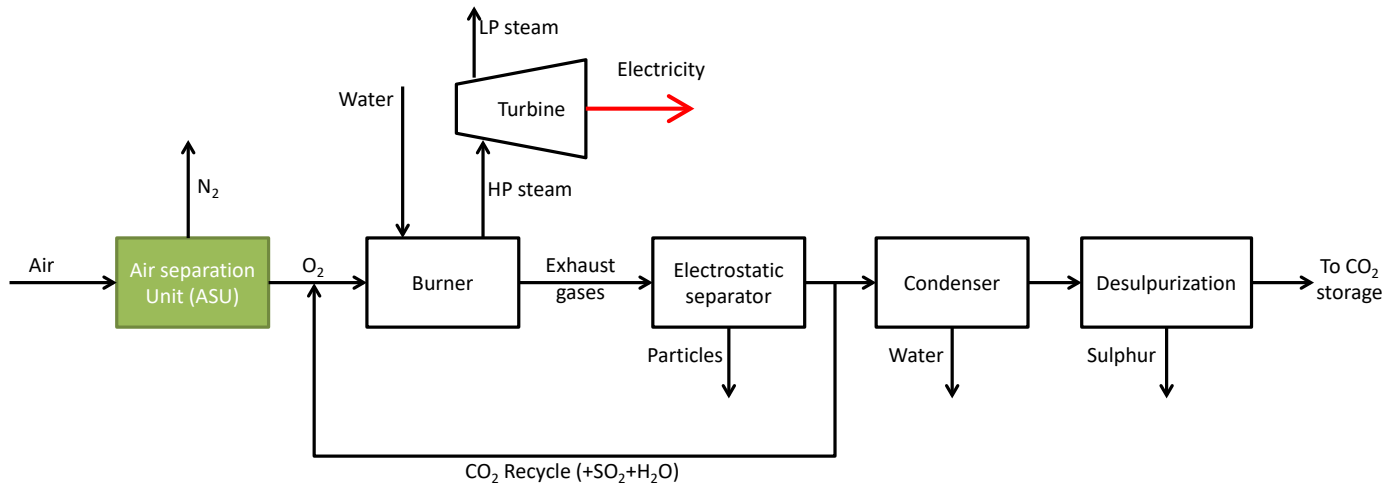 LP steam
Electricity
Water
Turbine
N₂
HP steam
Air
Air separation
Unit (ASU)
O₂
Burner
Exhaust
gases
Electrostatic
separator
Condenser
Desulpurization
To CO₂
storage
Particles
Water
Sulphur
CO₂ Recycle (+SO₂+H₂O)